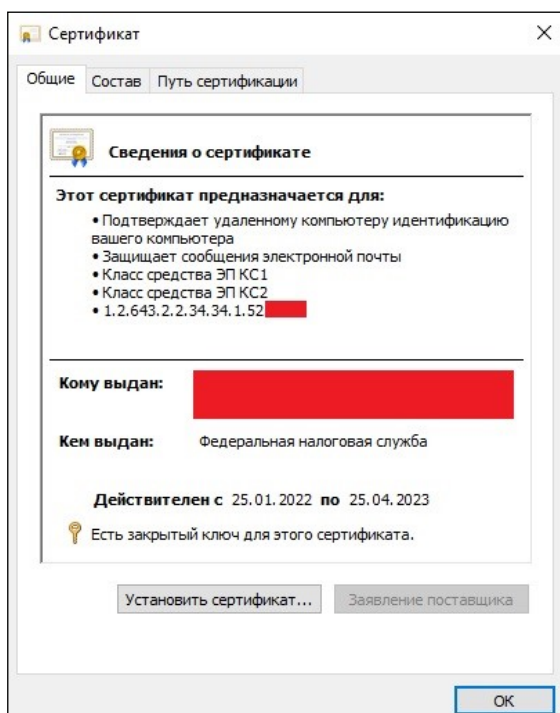 Сертификат
Общие Состав Путь сертификации
Сведения о сертификате
Этот сертификат предназначается для:
• Подтверждает удаленному компьютеру идентификацию
вашего компьютера
• Защищает сообщения электронной почты
• Класс средства ЭП КС1
• Класс средства ЭП КС2
• 1.2.643.2.2.34.34.1.52
Кому выдан:
Кем выдан: Федеральная налоговая служба
Действителен с 25.01.2022 по 25.04.2023
Есть закрытый ключ для этого сертификата.
Установить сертификат... Заявление поставщика
ОК